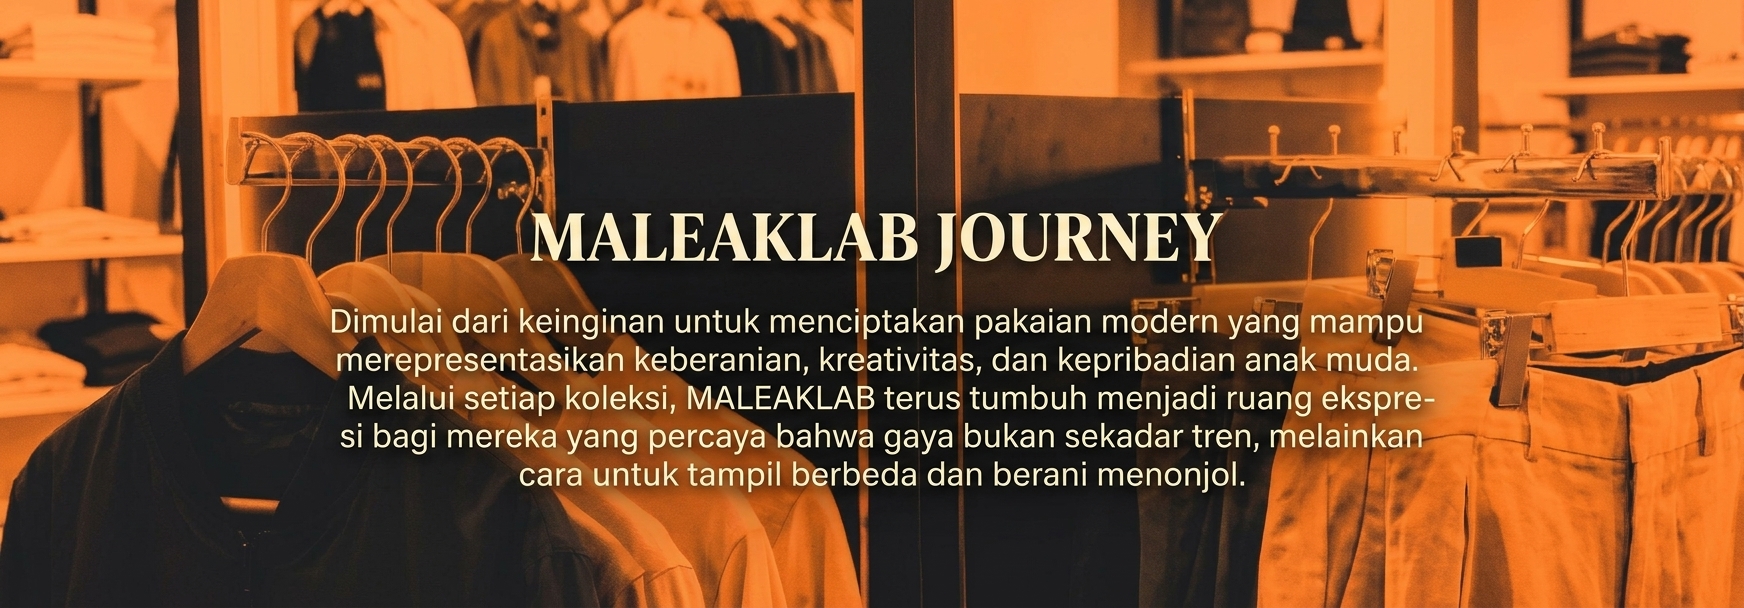 MALEAKLAB JOURNEY
Dimulai dari keinginan untuk menciptakan pakaian modern yang mampu
merepresentasikan keberanian, kreativitas, dan kepribadian anak muda.
Melalui setiap koleksi, MALEAKLAB terus tumbuh menjadi ruang ekspre-
si bagi mereka yang percaya bahwa gaya bukan sekadar tren, melainkan
cara untuk tampil berbeda dan berani menonjol.